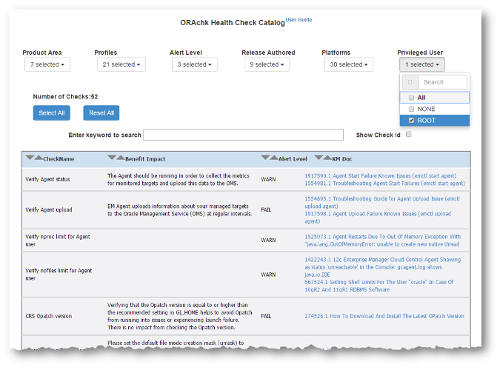 ORAchk Health Check Catalog User Guide
Product Area Profiles Alert Level Release Authored Platforms Privileged User
7 selected 21 selected 3 selected 9 selected 30 selected 1 selected
Search
All
NONE
ROOT
Number of Checks:52
Select All Reset All
Enter keyword to search Show Check Id
CheckName Benefit Impact Alert Level KM Doc
Verify Agent status
The Agent should be running in order to collect the metrics
for monitored targets and upload this data to the OMS.
WARN
1917599.1 Agent Start Failure Known Issues (emctl start agent)
1554981.1 Troubleshooting Agent Start Failures (emctl start agent)
Verify Agent upload
EM Agent uploads information about your managed targets
to the Oracle Management Service (OMS) at regular intervals.
FAIL
1554695.1 Troubleshooting Guide for Agent Upload Issue (emctl
upload agent)
1917598.1 Agent Upload Failure Known Issues (emctl upload
agent)
Verify nproc limit for Agent
user
WARN
1525073.1 Agent Restarts Due To Out Of Memory Exception With
"java.lang.OutOfMemoryError: unable to create new native thread
Verify nofiles limit for Agent
user
WARN
1422243.1 12c Enterprise Manager Cloud Control Agent Showing
as status 'unreachable' in the Console: gcagent.log shows
java.io.IOE
567524.1 Setting Shell Limits For The User "oracle" In Case Of
10gR2 And 11gR1 RDBMS Software
CRS Opatch version
Verifying that the Opatch version is equal to or higher than
the recommended setting in GI_HOME helps to avoid Opatch
from running into issues or experiencing launch failure.
There is no impact from checking the Opatch version.
FAIL
274526.1 How To Download And Install The Latest OPatch Version
Please set the default file mode creation mask (umask) to